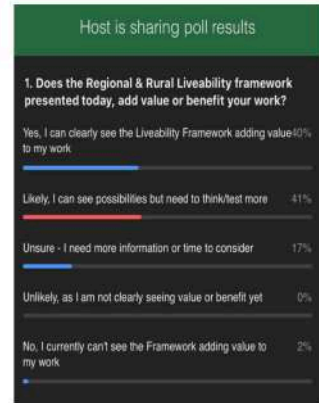 Host is sharing poll results
1. Does the Regional & Rural Liveability framework
presented today, add value or benefit your work?
Yes, I can clearly see the Liveability Framework adding value 40%
to my work
Likely, I can see possibilities but need to think/test more 41%
Unsure - I need more information or time to consider 17%
Unlikely, as I am not clearly seeing value or benefit yet 0%
No, I currently can't see the Framework adding value to 2%
my work